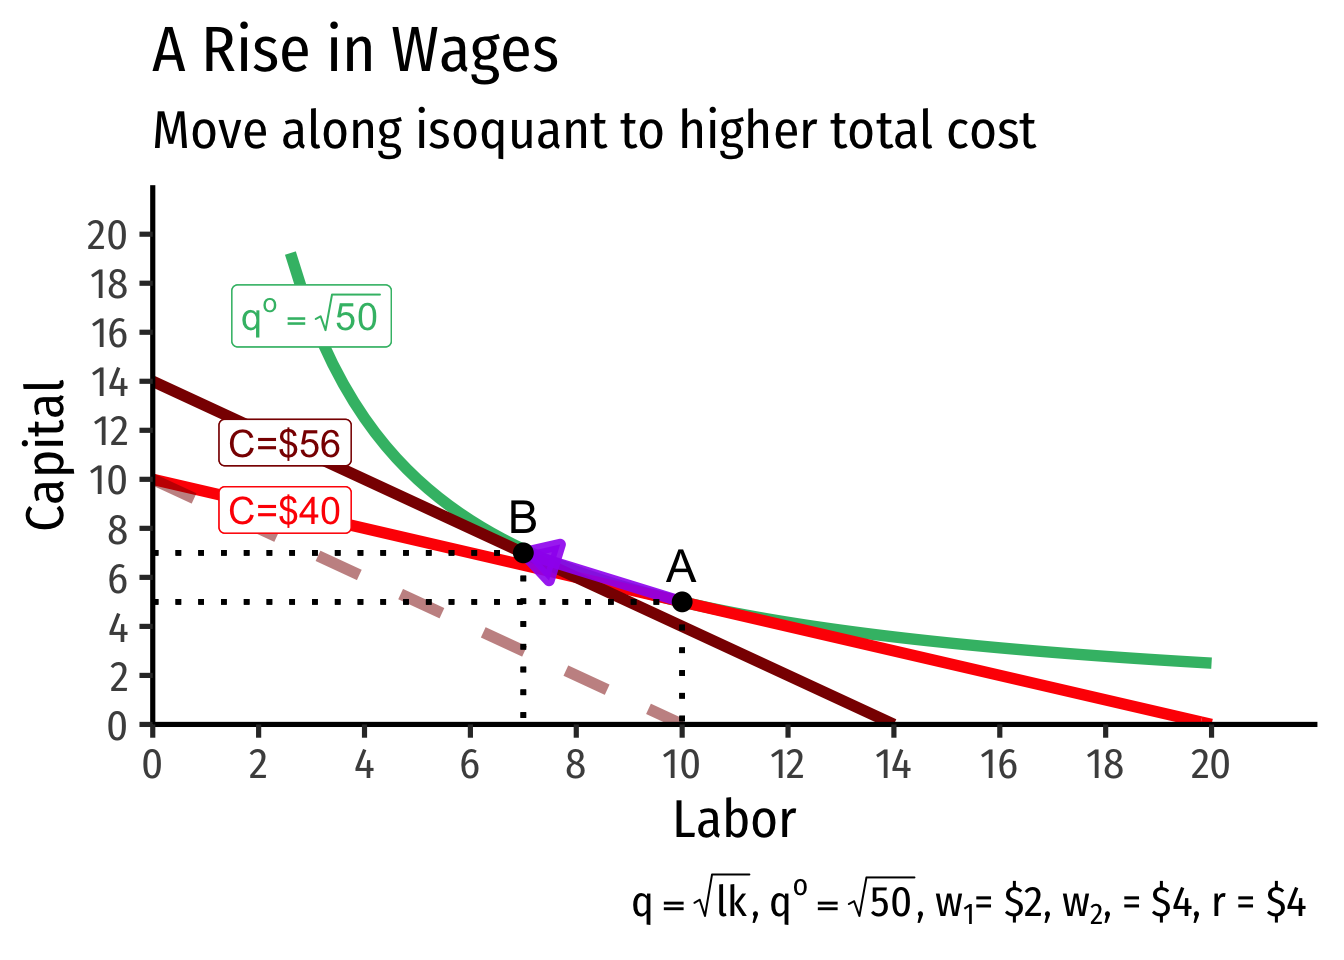 A Rise in Wages
Move along isoquant to higher total cost
Capital
20
18
16
14
12
10
8
6
4
2
0
qº = √50
C=$56
C=$40
B
A
0 2 4 6 8 10 12 14 16 18 20
Labor
q = √lk, qº = √50, w₁= $2, w₂, = $4, r = $4